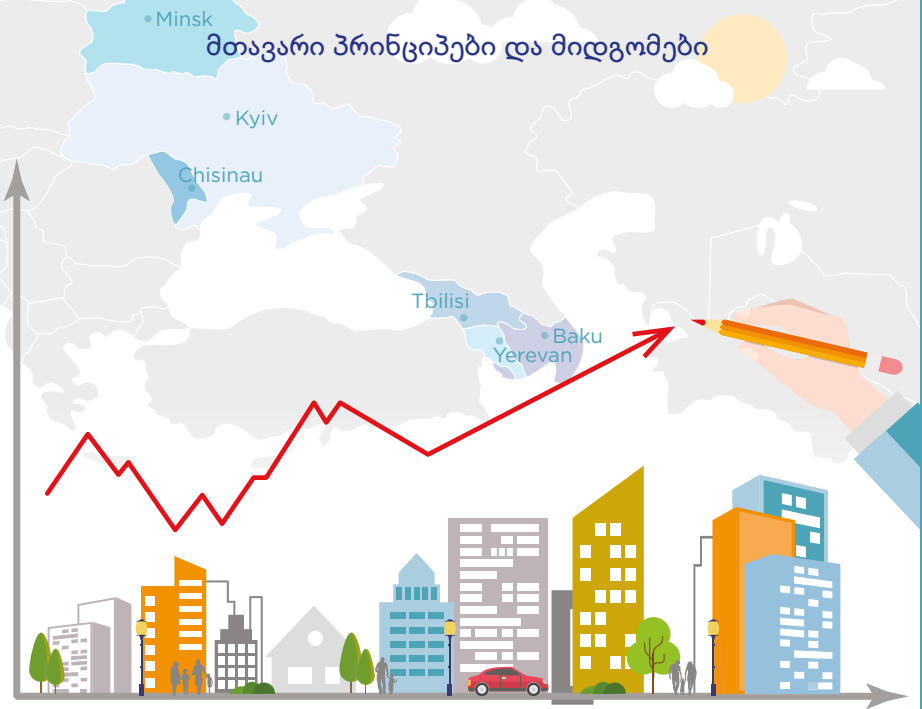 Minsk
მთავარი პრინციპები და მიდგომები
Kyiv
Chisinau
Tbilisi
Baku
Yerevan